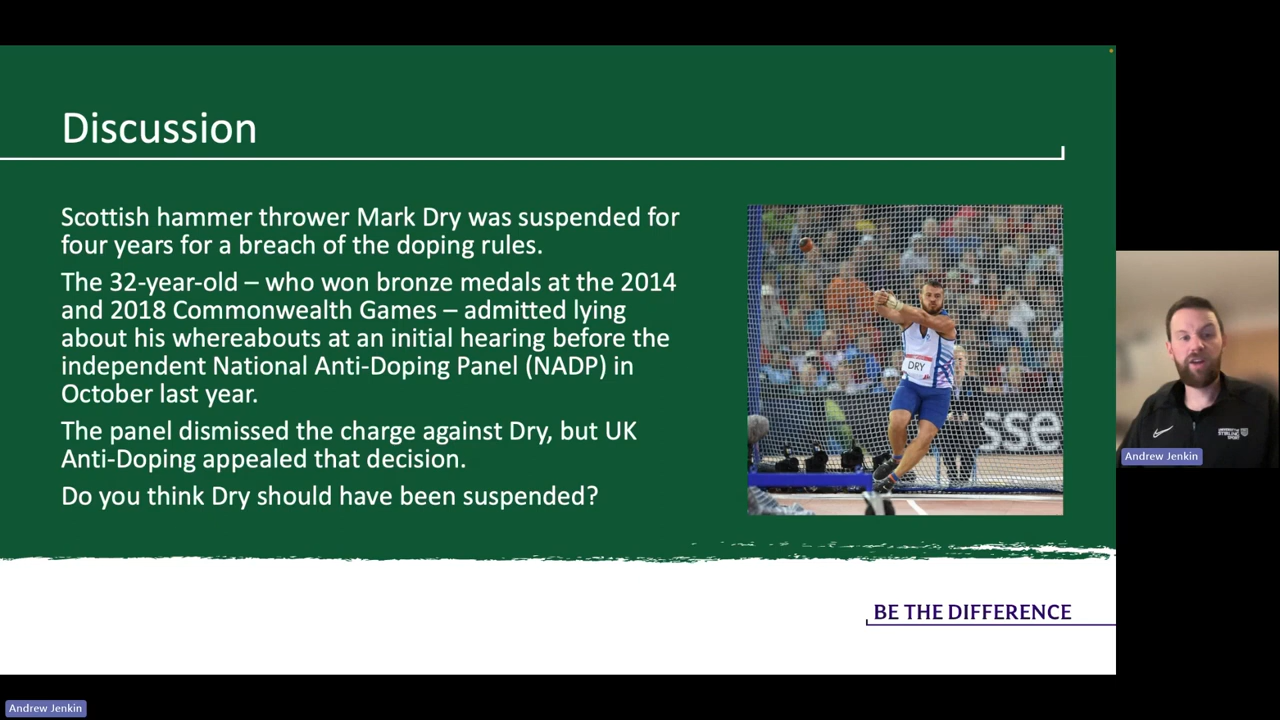 Discussion
Scottish hammer thrower Mark Dry was suspended for
four years for a breach of the doping rules.
The 32-year-old – who won bronze medals at the 2014
and 2018 Commonwealth Games – admitted lying
about his whereabouts at an initial hearing before the
independent National Anti-Doping Panel (NADP) in
October last year.
The panel dismissed the charge against Dry, but UK
Anti-Doping appealed that decision.
Do you think Dry should have been suspended?
DRY
sse
BE THE DIFFERENCE
Andrew Jenkin
Andrew Jenkin